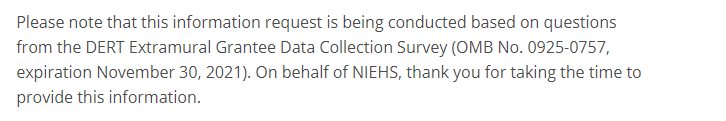 Please note that this information request is being conducted based on questions
from the DERT Extramural Grantee Data Collection Survey (OMB No. 0925-0757,
expiration November 30, 2021). On behalf of NIEHS, thank you for taking the time to
provide this information.